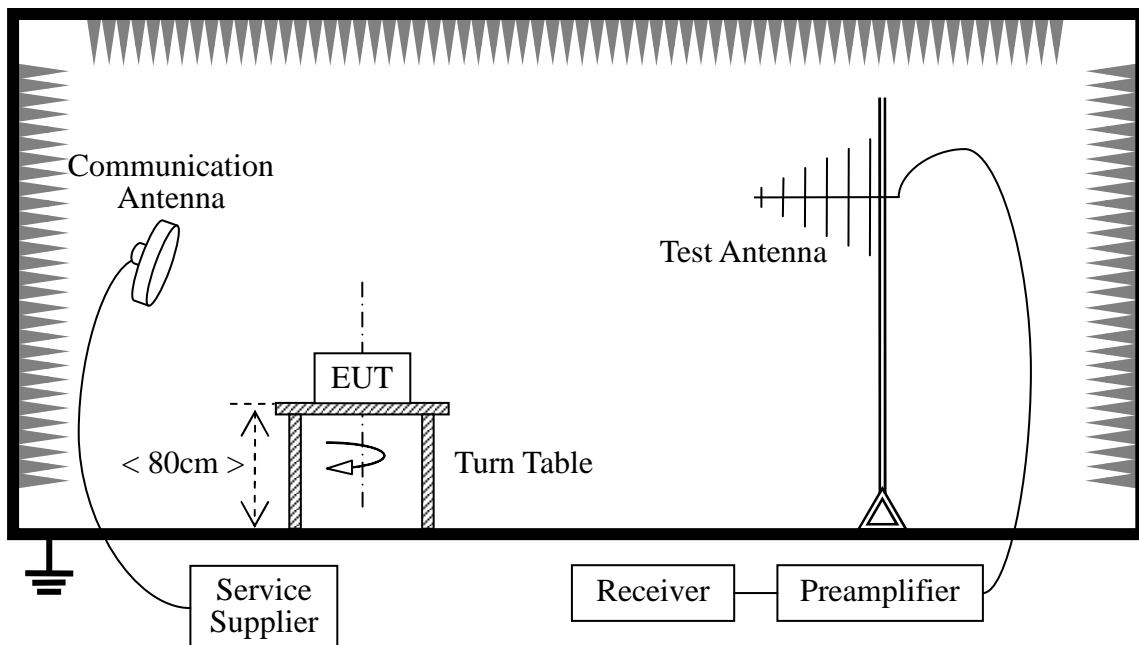 Communication
Antenna
Test Antenna
EUT
< 80cm >
Turn Table
Service
Supplier
Receiver
Preamplifier